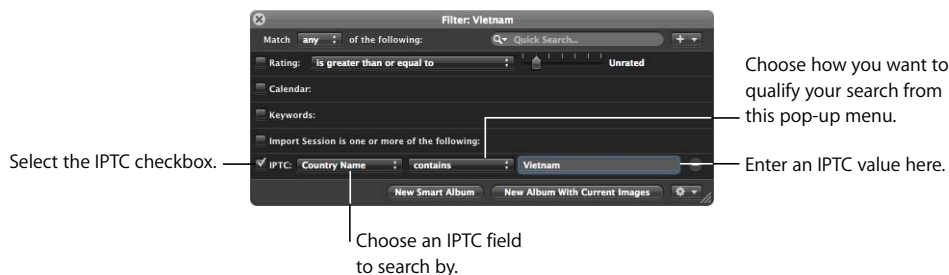 Filter: Vietnam
Match any of the following: Quick Search... + 
Rating: is greater than or equal to Unrated
Calendar:
Keywords:
Import Session is one or more of the following:
IPTC: Country Name contains Vietnam
New Smart Album New Album With Current Images
Choose how you want to
qualify your search from
this pop-up menu.
Select the IPTC checkbox.
Enter an IPTC value here.
Choose an IPTC field
to search by.